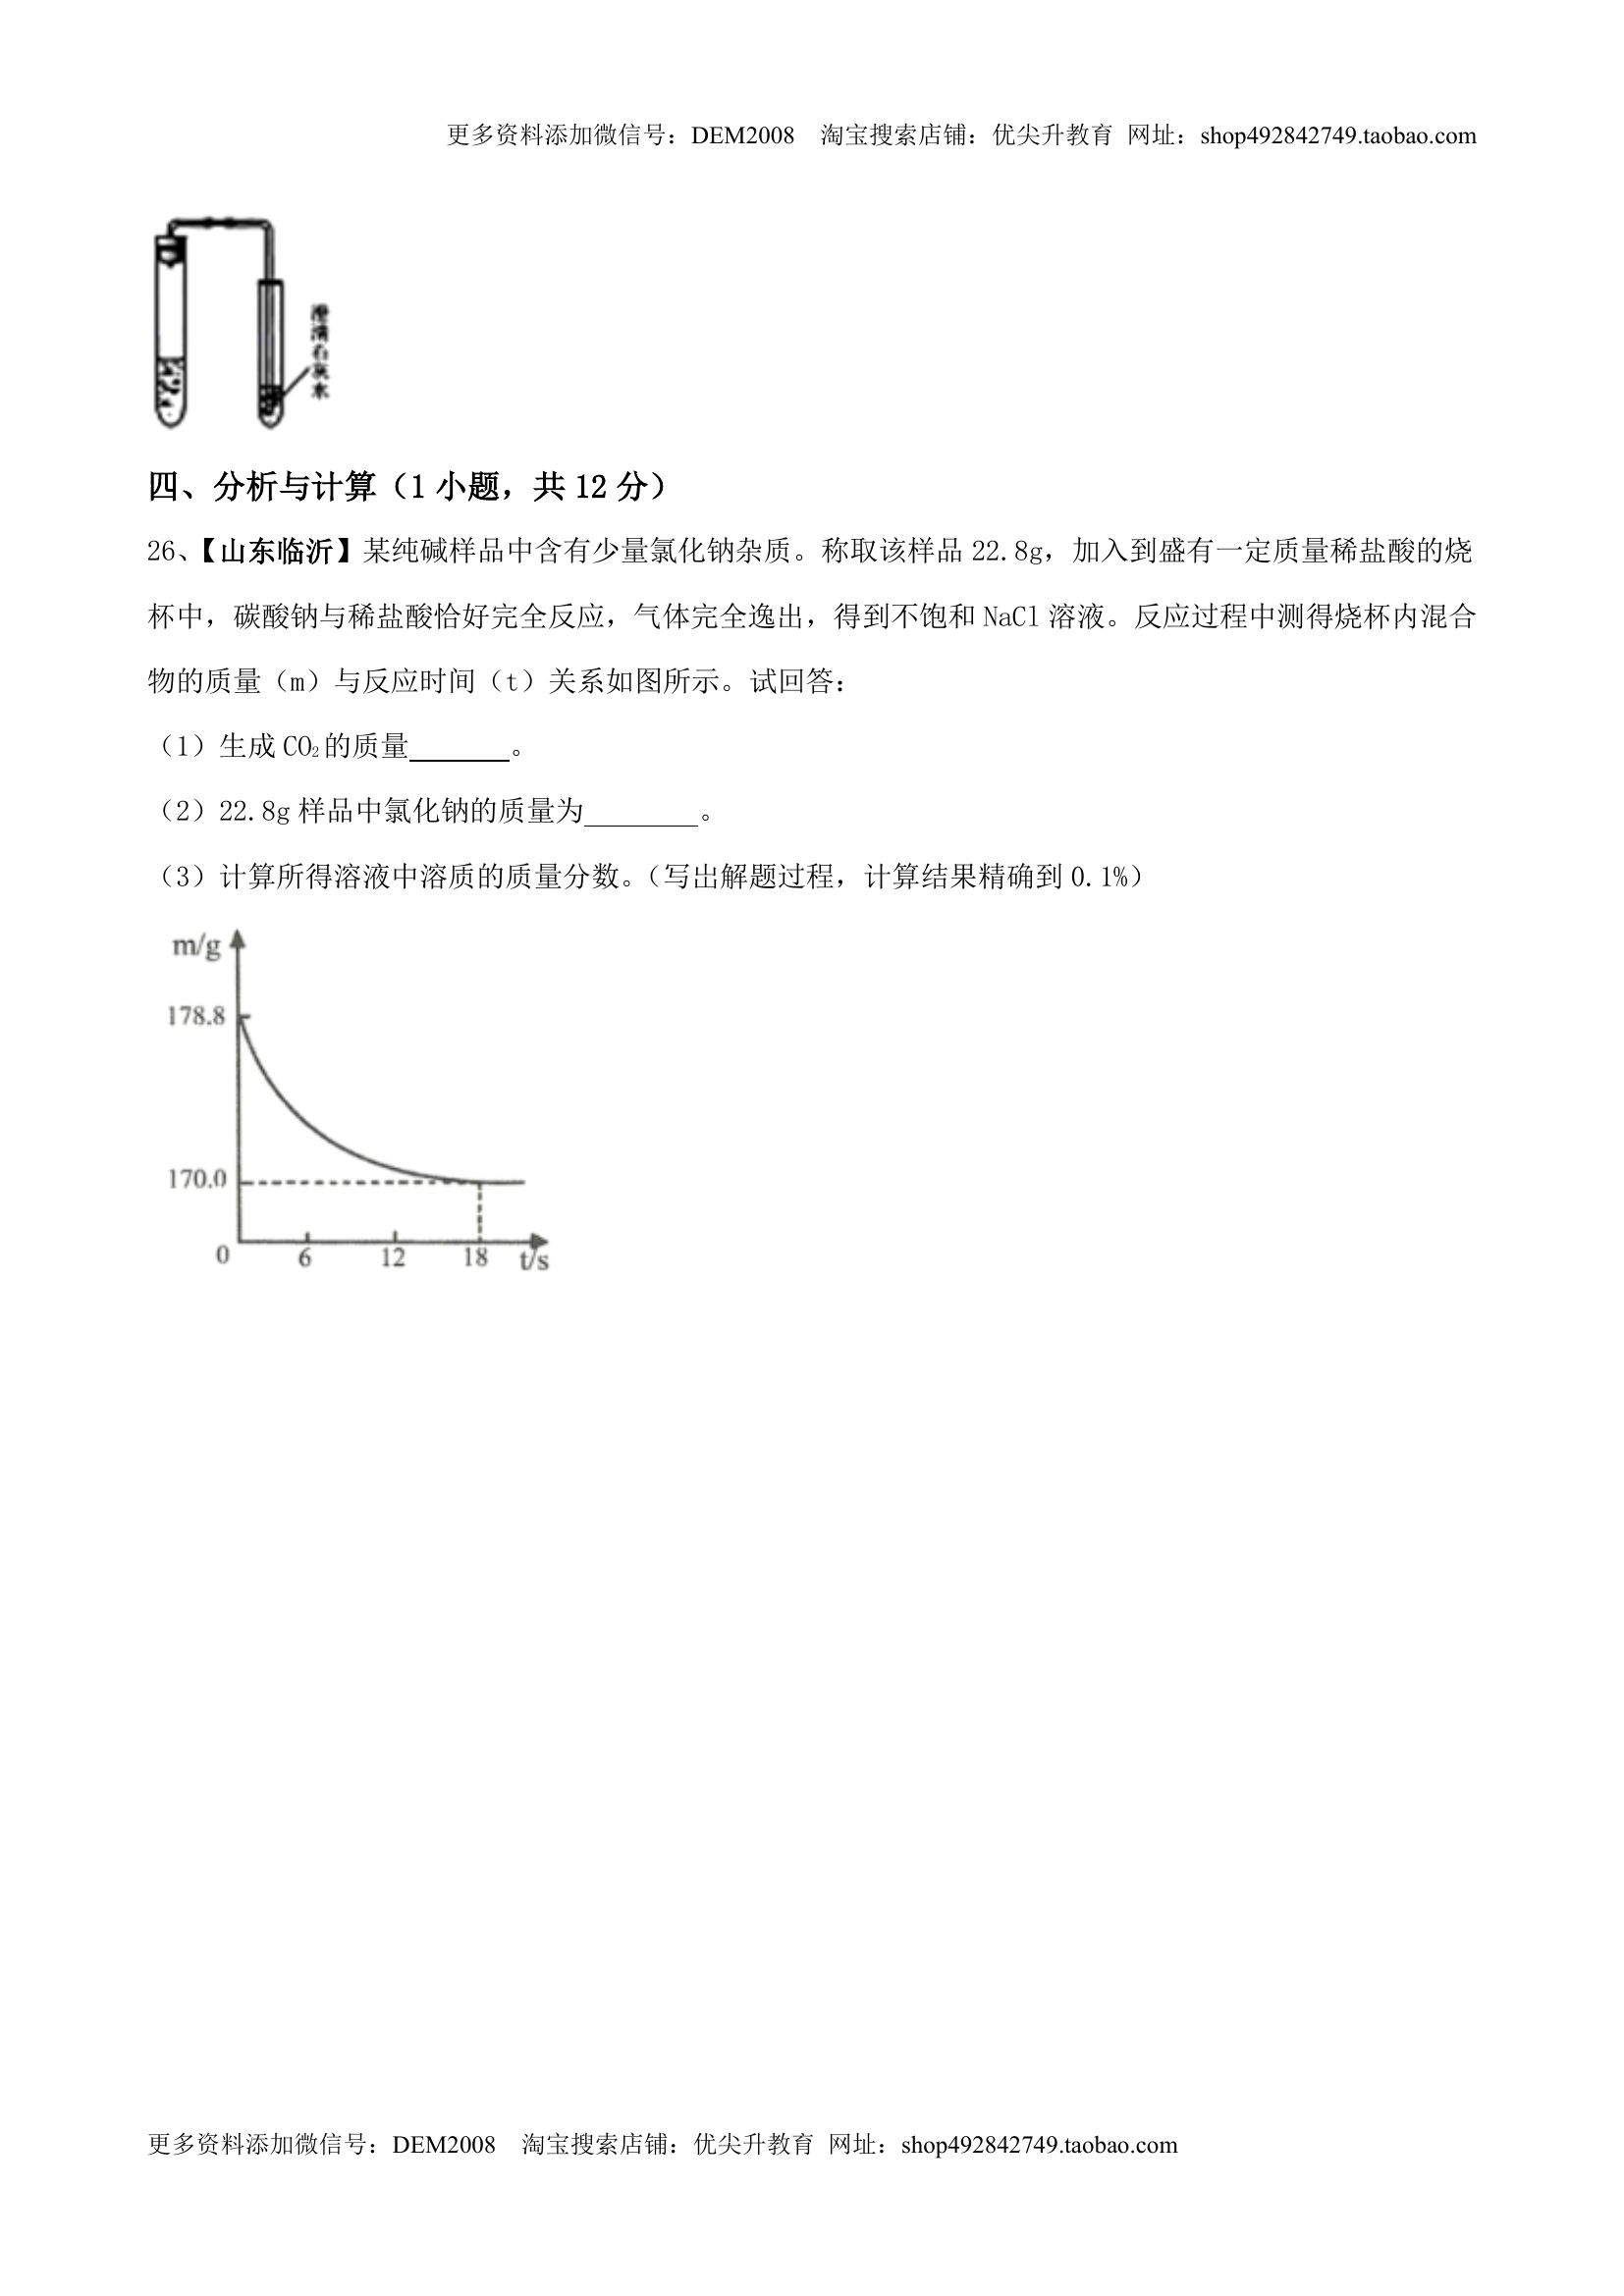 更多资料添加微信号：DEM2008 淘宝搜索店铺：优尖升教育 网址：shop492842749.taobao.com
澄清石灰水
四、分析与计算（1 小题，共 12 分）
26、【山东临沂】某纯碱样品中含有少量氯化钠杂质。称取该样品 22.8g，加入到盛有一定质量稀盐酸的烧
杯中，碳酸钠与稀盐酸恰好完全反应，气体完全逸出，得到不饱和 NaCl 溶液。反应过程中测得烧杯内混合
物的质量（m）与反应时间（t）关系如图所示。试回答：
（1）生成 CO₂ 的质量_______。
（2）22.8g 样品中氯化钠的质量为________。
（3）计算所得溶液中溶质的质量分数。（写出解题过程，计算结果精确到 0.1%）
m/g
178.8
170.0
0 6 12 18 t/s
更多资料添加微信号：DEM2008 淘宝搜索店铺：优尖升教育 网址：shop492842749.taobao.com